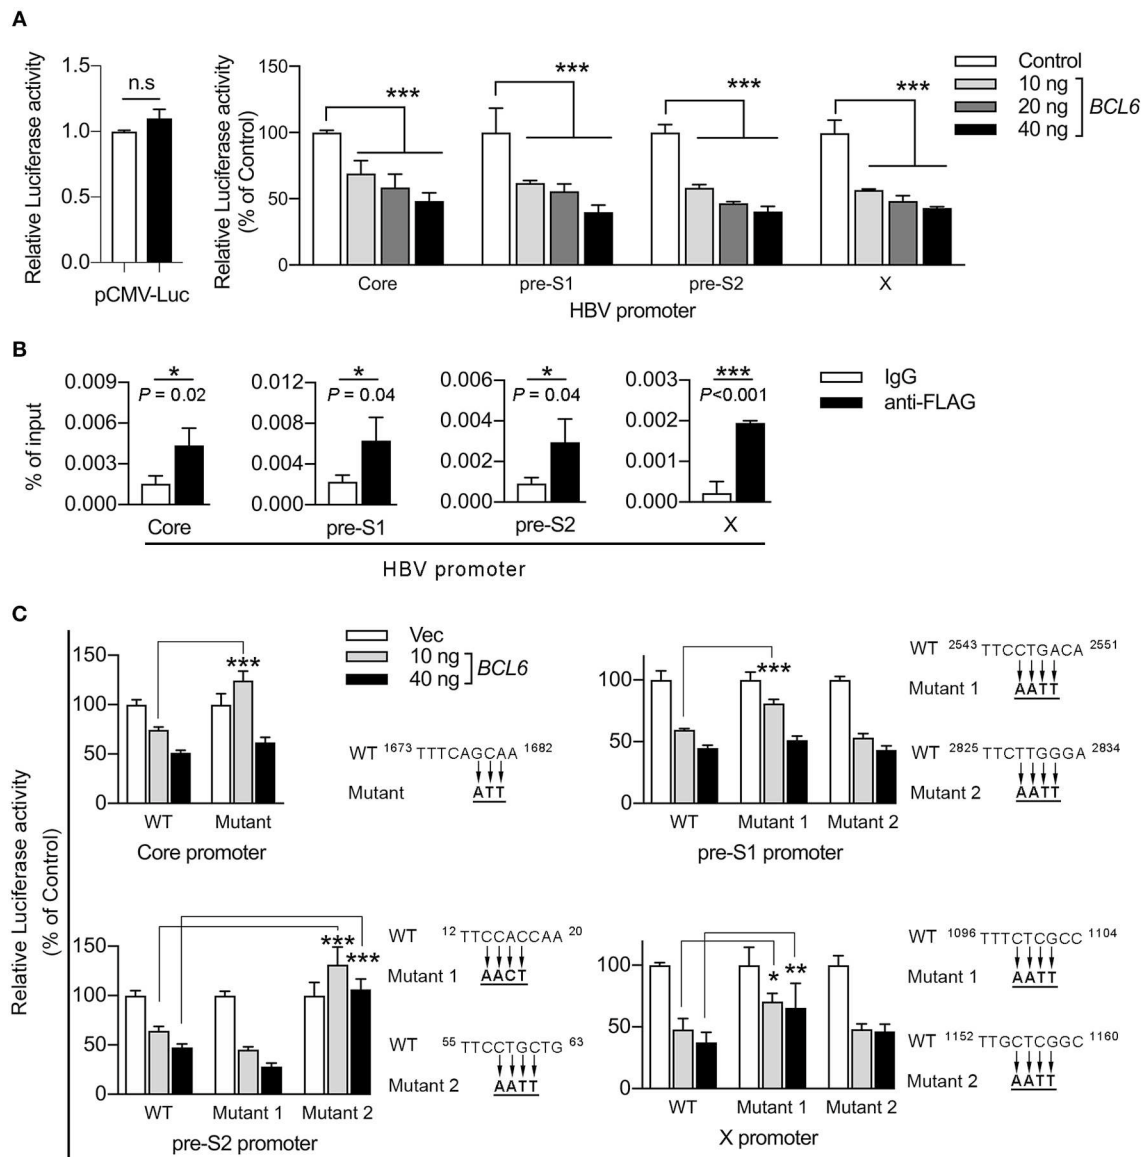 A
Relative Luciferase activity
1.5
1.0
0.5
0.0
n.s
pCMV-Luc
Relative Luciferase activity
(% of Control)
150
100
50
0
***
***
***
***
Core
pre-S1
pre-S2
X
HBV promoter
Control
10 ng
20 ng
40 ng
BCL6
B
% of input
0.009
0.006
0.003
0.000
*
P = 0.02
Core
0.012
0.008
0.004
0.000
*
P = 0.04
pre-S1
0.006
0.004
0.002
0.000
*
P = 0.04
pre-S2
0.003
0.002
0.001
0.000
***
P<0.001
X
IgG
anti-FLAG
HBV promoter
C
Relative Luciferase activity
(% of Control)
150
100
50
0
***
WT
Mutant
Core promoter
Vec
10 ng
40 ng
BCL6
WT 1673 TTTCAGCAA 1682
Mutant ATT
100
50
0
***
WT
Mutant 1
Mutant 2
pre-S1 promoter
WT 2543 TTCCTGACA 2551
Mutant 1 AATT
WT 2825 TTCTTGGGA 2834
Mutant 2 AATT
150
100
50
0
***
***
WT
Mutant 1
Mutant 2
pre-S2 promoter
WT 12 TTCCACCAA 20
Mutant 1 AACT
WT 55 TTCCTGCTG 63
Mutant 2 AATT
100
50
0
*
**
WT
Mutant 1
Mutant 2
X promoter
WT 1096 TTTCTCGCC 1104
Mutant 1 AATT
WT 1152 TTGCTCGGC 1160
Mutant 2 AATT